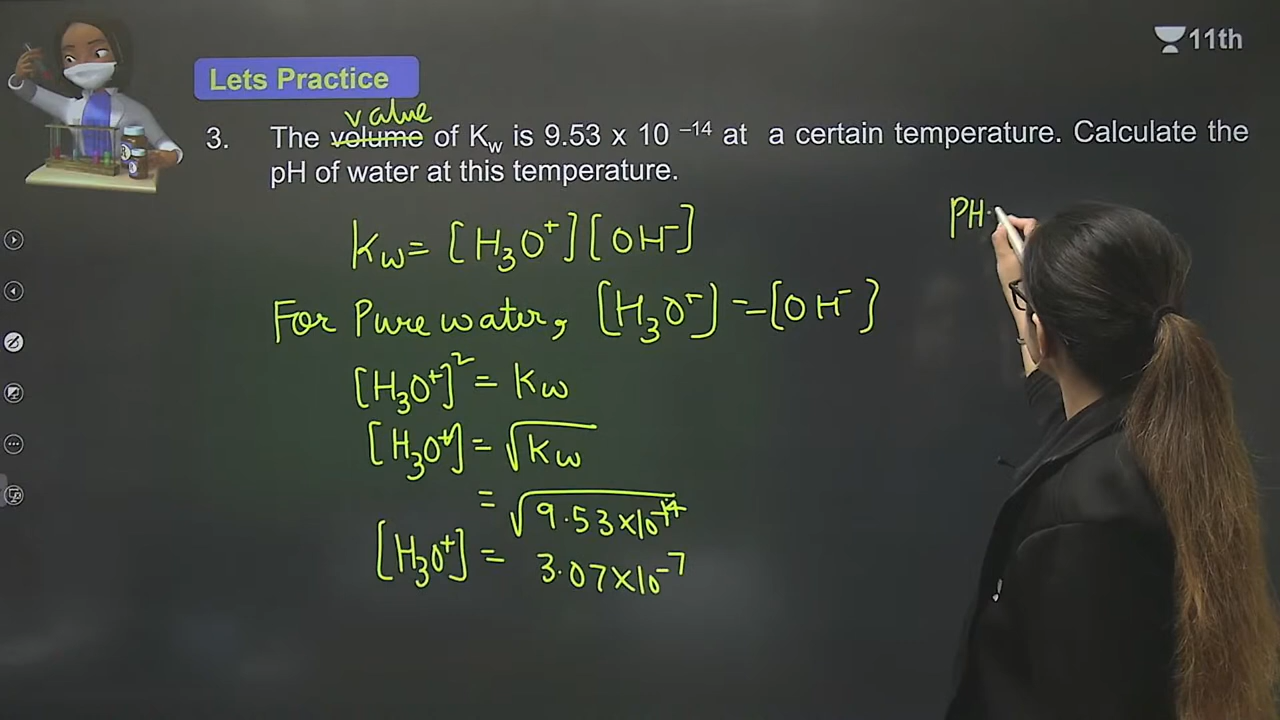 11th
Lets Practice
value
3. The volume of Kw is 9.53 x 10 –14 at a certain temperature. Calculate the
pH of water at this temperature.
PH
Kw = [H3O+][OH-]
For Pure water, [H3O+] = [OH-]
[H3O+]2 = Kw
[H3O+] = √Kw
= √9.53×10-14
[H3O+] = 3.07×10-7